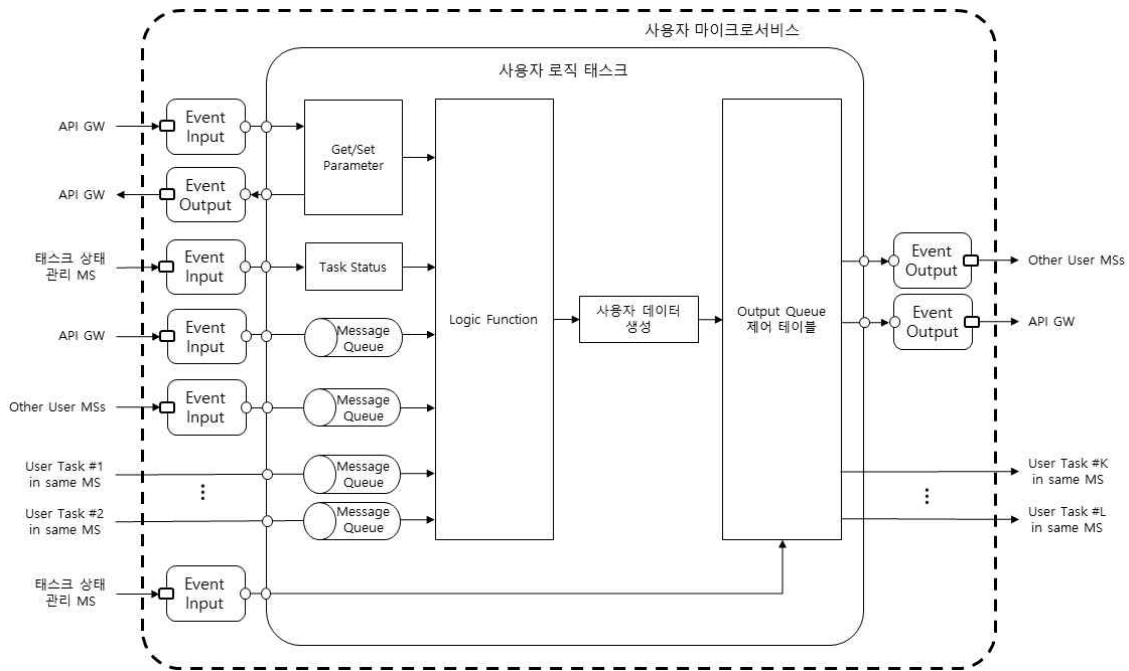 사용자 마이크로서비스
사용자 로직 태스크
API GW
Event
Input
Get/Set
Parameter
API GW
Event
Output
태스크 상태
관리 MS
Event
Input
Task Status
API GW
Event
Input
Message
Queue
Other User MSs
Event
Input
Message
Queue
User Task #1
in same MS
Message
Queue
User Task #2
in same MS
Message
Queue
태스크 상태
관리 MS
Event
Input
Logic Function
사용자 데이터
생성
Output Queue
제어 테이블
Event
Output
Other User MSs
Event
Output
API GW
User Task #K
in same MS
User Task #L
in same MS